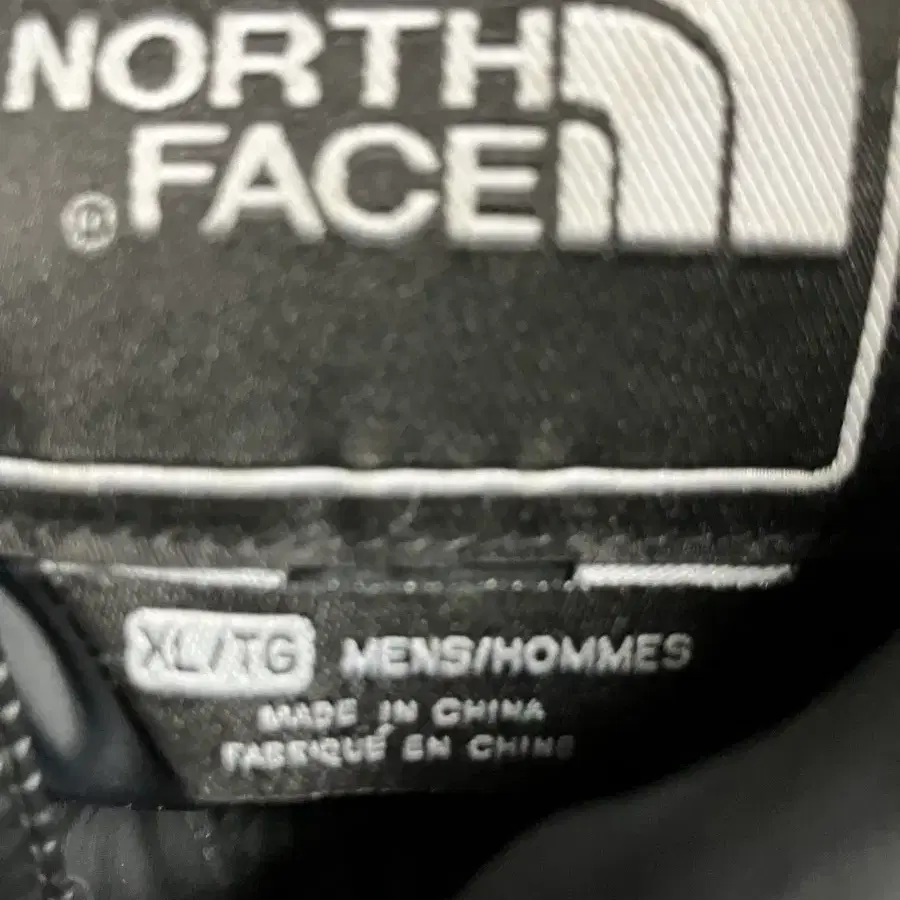 NORTH
FACE®
XL/TG MENS/HOMMES
MADE IN CHINA
FABRIQUÉ EN CHINE